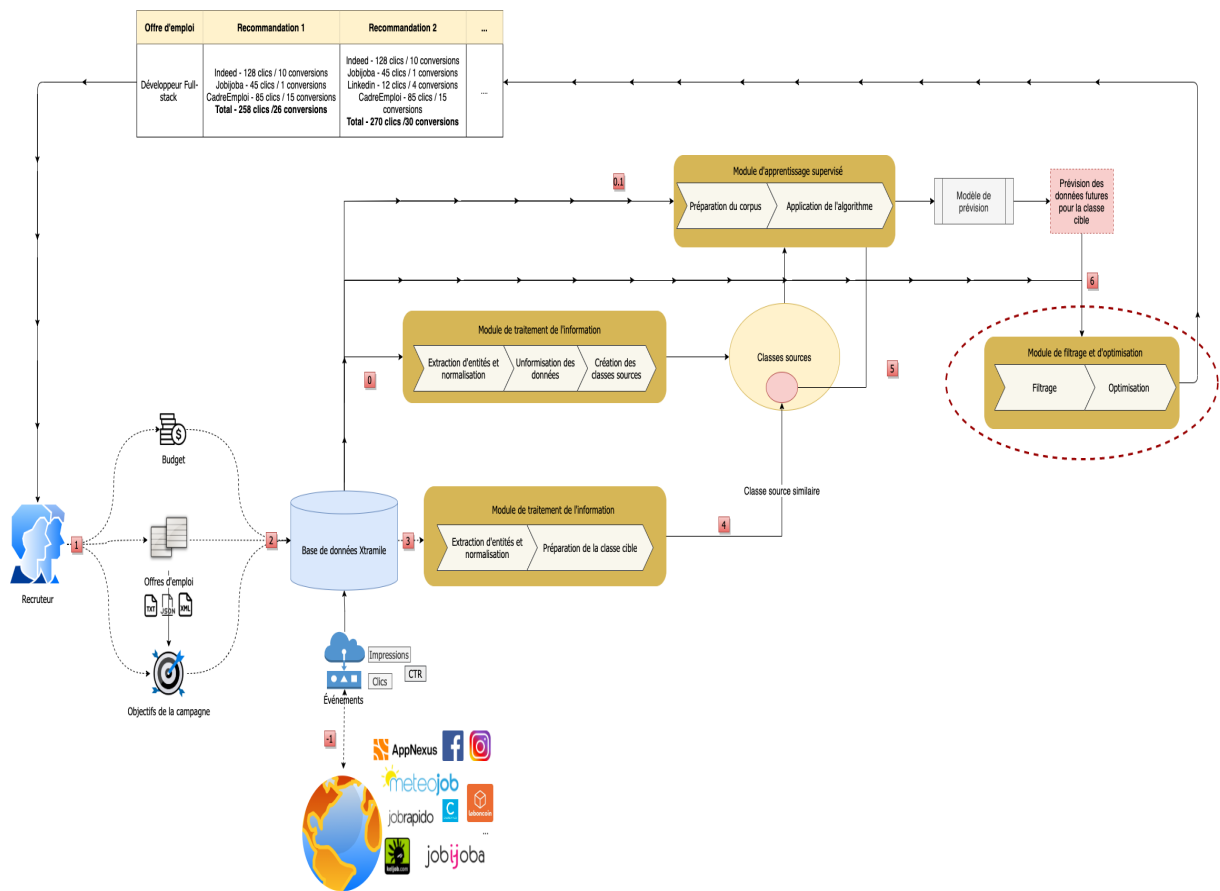 Offre d'emploi
Recommandation 1
Recommandation 2
...
Développeur Full-
stack
Indeed - 128 clics / 10 conversions
Jobijoba - 45 clics / 1 conversions
CadreEmploi - 85 clics / 15 conversions
Total - 258 clics /26 conversions
Indeed - 128 clics / 10 conversions
Jobijoba - 45 clics / 1 conversions
Linkedin - 12 clics / 4 conversions
CadreEmploi - 85 clics / 15
conversions
Total - 270 clics /30 conversions
....
0.1
Module d'apprentissage supervisé
Préparation du corpus
Application de l'algorithme
Modèle de
prévision
Prévision des
données futures
pour la classe
cible
6
Module de traitement de l'information
Extraction d'entités et
normalisation
Unformisation des
données
Création des
classes sources
0
Classes sources
5
Module de filtrage et d'optimisation
Filtrage
Optimisation
Budget
Classe source similaire
Module de traitement de l'information
Extraction d'entités et
normalisation
Préparation de la classe cible
1
2
3
4
Base de données Xtramile
Recruteur
Offres d'emploi
TXT
JSON
XML
Objectifs de la campagne
Impressions
Clics
CTR
Événements
-1
AppNexus
meteojob
jobrapido
C
leboncoin
...
jobijoba